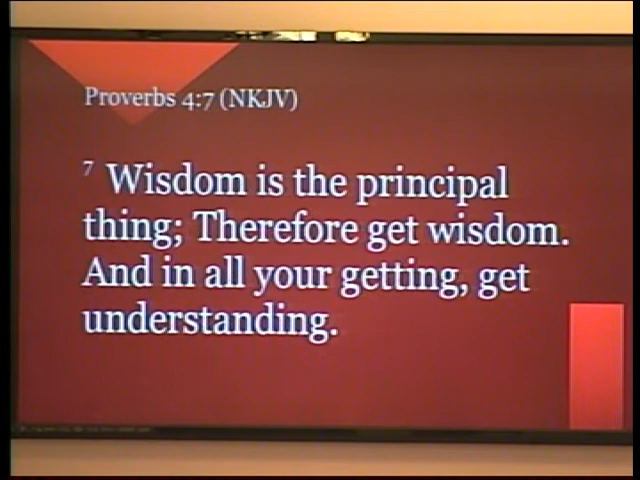 Proverbs 4:7 (NKJV)
7 Wisdom is the principal
thing; Therefore get wisdom.
And in all your getting, get
understanding.